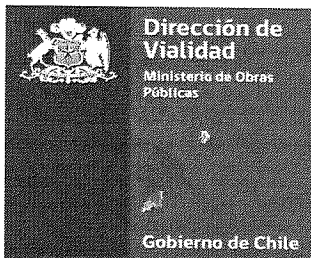 Dirección de
Vialidad
Ministerio de Obras
Públicas
Gobierno de Chile